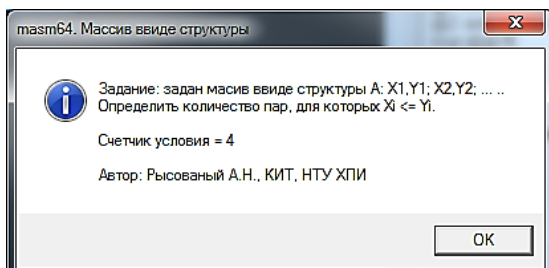 masm64. Массив ввиде структуры
Задание: задан масив ввиде структуры A: X1,Y1; X2,Y2; ... ..
Определить количество пар, для которых Xi <= Yi.
Счетчик условия = 4
Автор: Рысованый А.Н., КИТ, НТУ ХПИ
OK